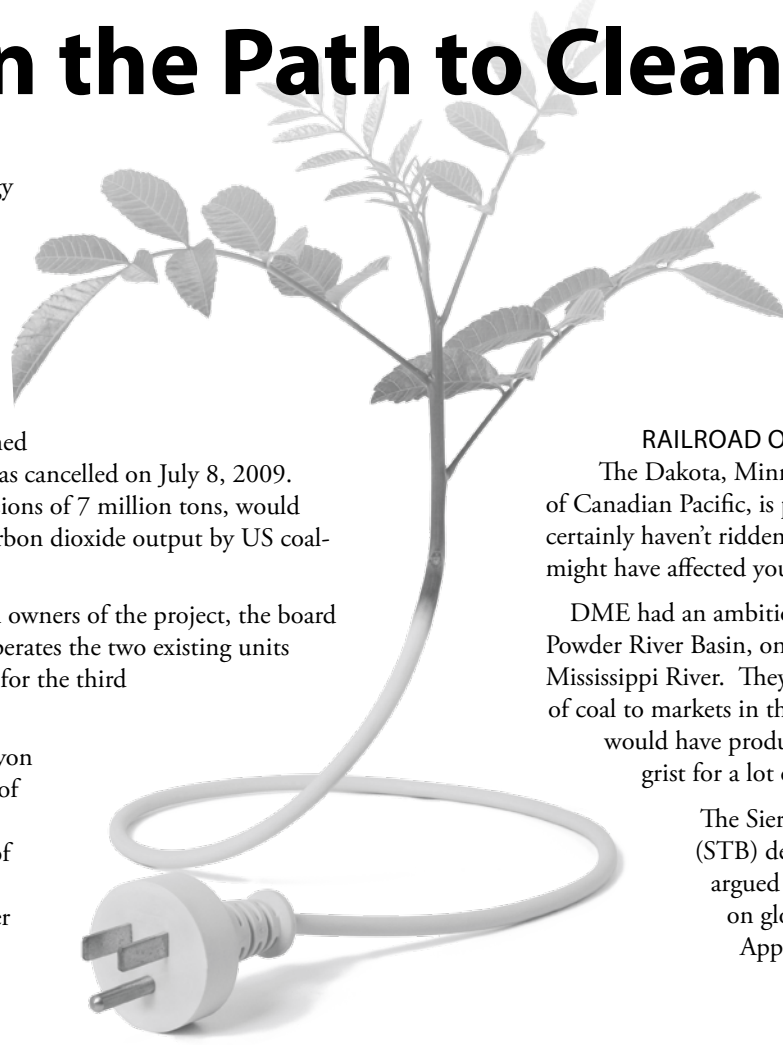 n the Path to Clean
gy
ned
as cancelled on July 8, 2009.
ions of 7 million tons, would
rbon dioxide output by US coal-
owners of the project, the board
perates the two existing units
for the third
yon
of
of
er
RAILROAD O
The Dakota, Minn
of Canadian Pacific, is p
certainly haven’t ridden
might have affected you
DME had an ambitio
Powder River Basin, on
Mississippi River. They
of coal to markets in th
would have produ
grist for a lot
The Sier
(STB) de
argued
on glo
App